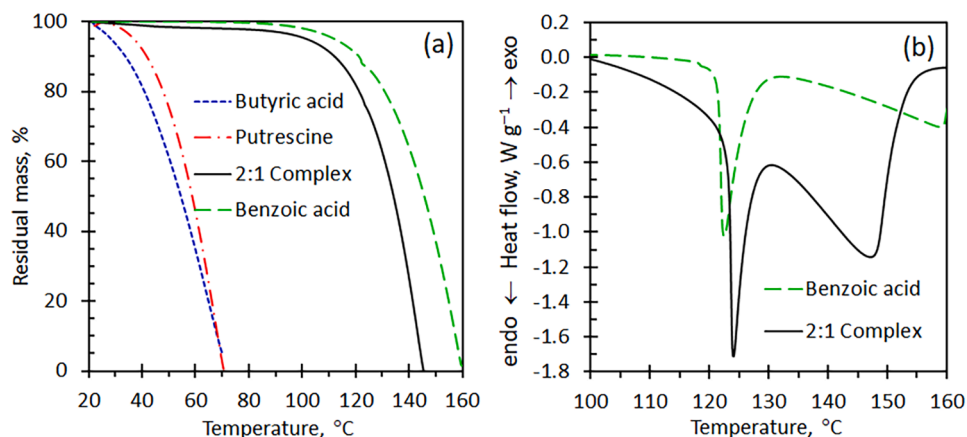 (a)
Residual mass, %
100
80
60
40
20
0
Butyric acid
Putrescine
2:1 Complex
Benzoic acid
20 40 60 80 100 120 140 160
Temperature, °C
(b)
endo ← Heat flow, W g⁻¹ → exo
0.2
0.0
-0.2
-0.4
-0.6
-0.8
-1.0
-1.2
-1.4
-1.6
-1.8
Benzoic acid
2:1 Complex
100 110 120 130 140 150 160
Temperature, °C